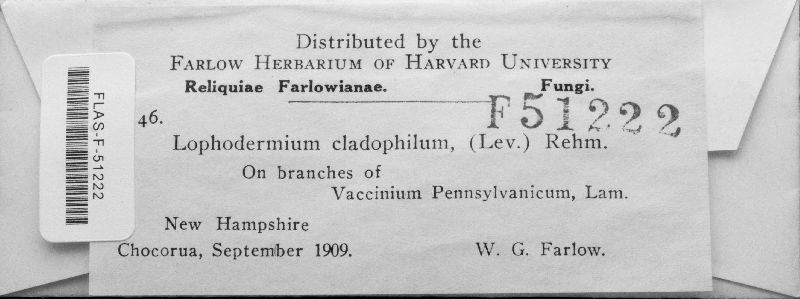 Distributed by the
FARLOW HERBARIUM OF HARVARD UNIVERSITY
Reliquiae Farlowianae. Fungi.
F51222
46.
Lophodermium cladophilum, (Lev.) Rehm.
On branches of
Vaccinium Pennsylvanicum, Lam.
New Hampshire
Chocorua, September 1909. W. G. Farlow.
FLAS-F-51222